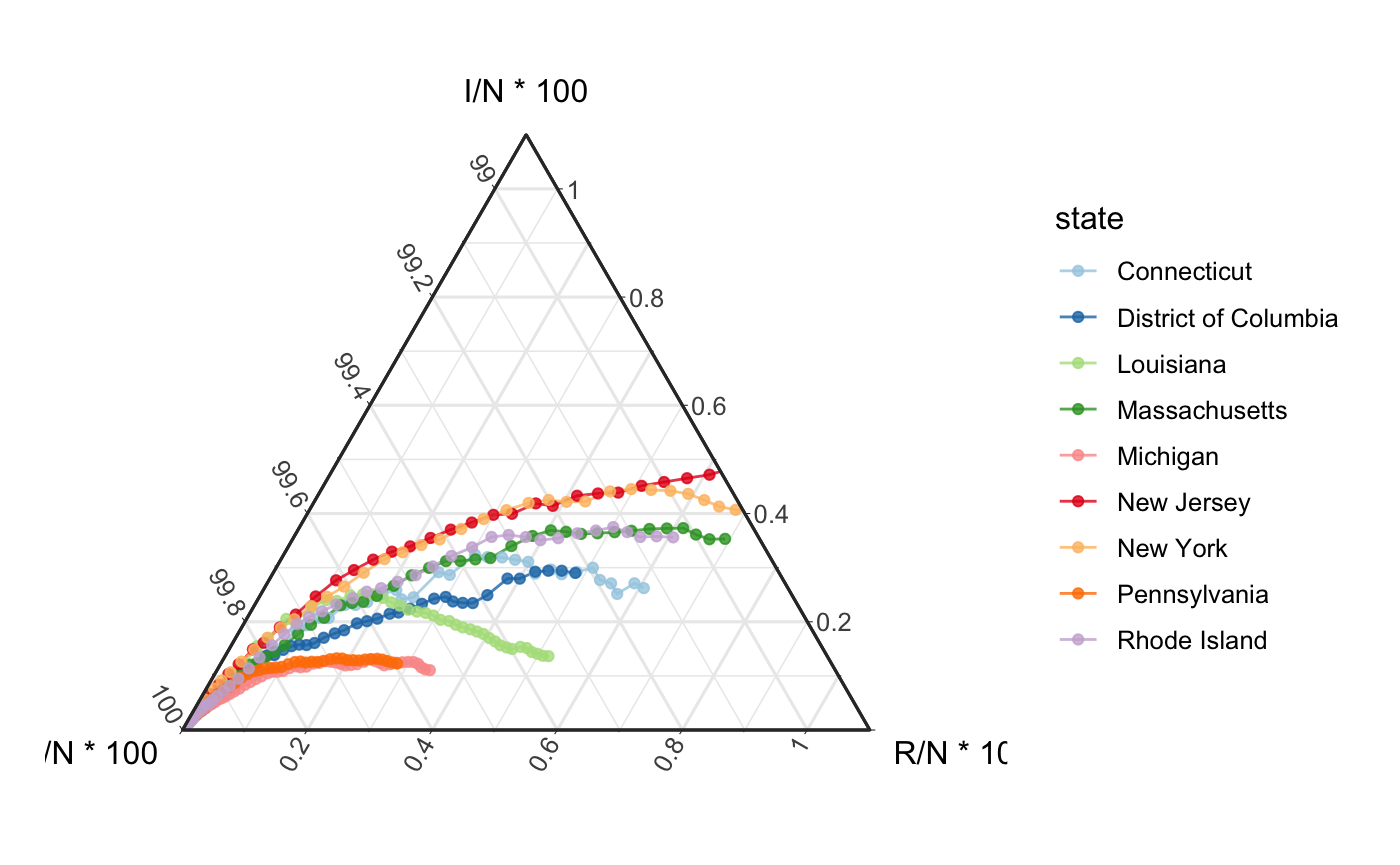 I/N * 100
99
1
99.2
0.8
99.4
0.6
99.6
0.4
99.8
0.2
100
0.2
0.4
0.6
0.8
1
/N * 100
R/N * 10
state
Connecticut
District of Columbia
Louisiana
Massachusetts
Michigan
New Jersey
New York
Pennsylvania
Rhode Island